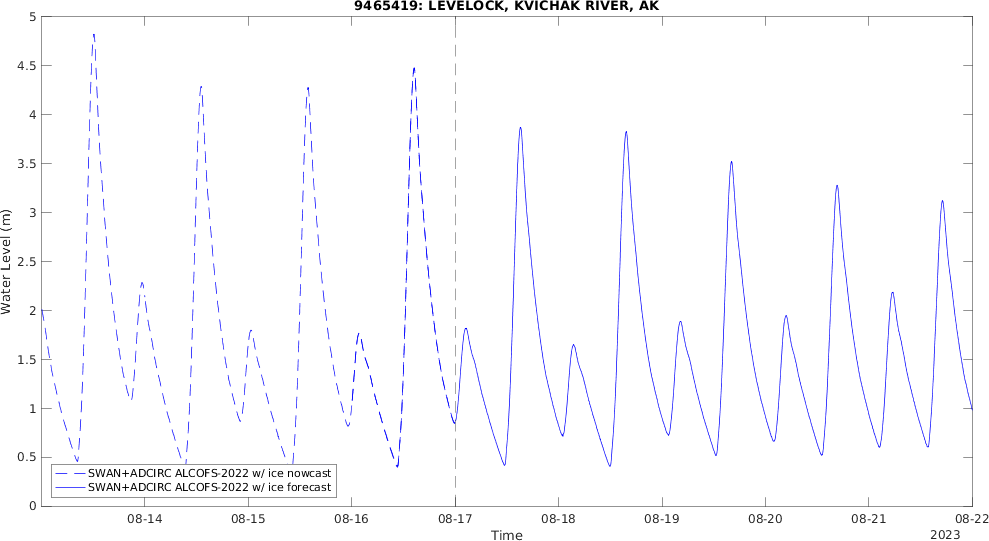 9465419: LEVELOCK, KVICHAK RIVER, AK
5
4.5
4
3.5
3
2.5
2
1.5
1
0.5
0
Water Level (m)
SWAN+ADCIRC ALCOFS-2022 w/ ice nowcast
SWAN+ADCIRC ALCOFS-2022 w/ ice forecast
08-14 08-15 08-16 08-17 08-18 08-19 08-20 08-21 08-22
Time
2023